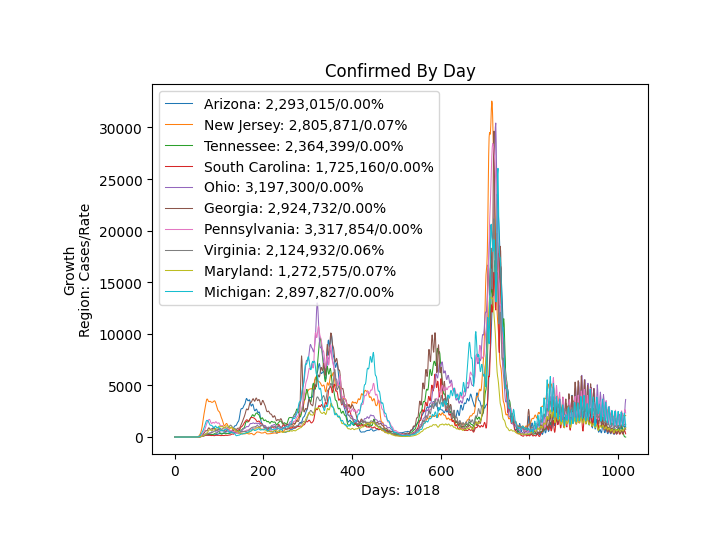 Confirmed By Day
Growth
Region: Cases/Rate
30000
25000
20000
15000
10000
5000
0
Arizona: 2,293,015/0.00%
New Jersey: 2,805,871/0.07%
Tennessee: 2,364,399/0.00%
South Carolina: 1,725,160/0.00%
Ohio: 3,197,300/0.00%
Georgia: 2,924,732/0.00%
Pennsylvania: 3,317,854/0.00%
Virginia: 2,124,932/0.06%
Maryland: 1,272,575/0.07%
Michigan: 2,897,827/0.00%
0 200 400 600 800 1000
Days: 1018